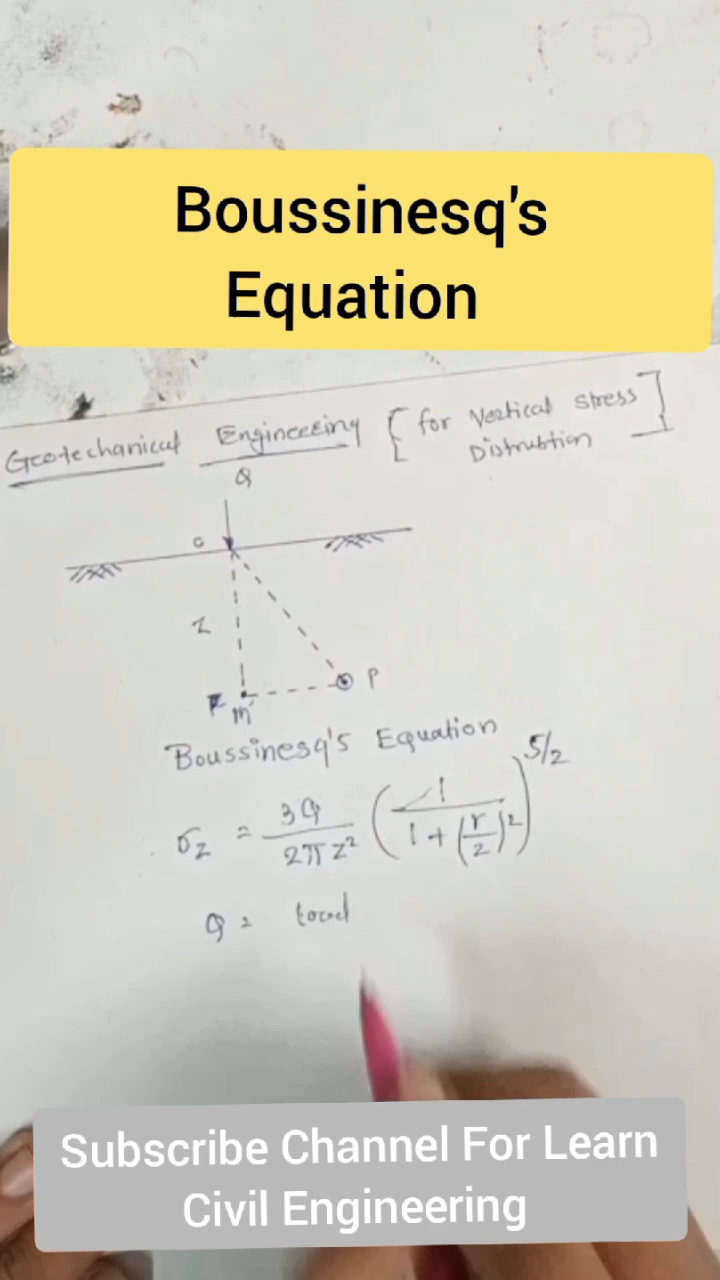 Boussinesq's
Equation
Geotechanical Engineering [ for Vertical Stress
Distrubtion ]
Q
O
Z
P
M
Boussinesq's Equation
σz = 3Q / 2πz² ( 1 / 1 + (r/z)² )^5/2
Q =
Subscribe Channel For Learn
Civil Engineering